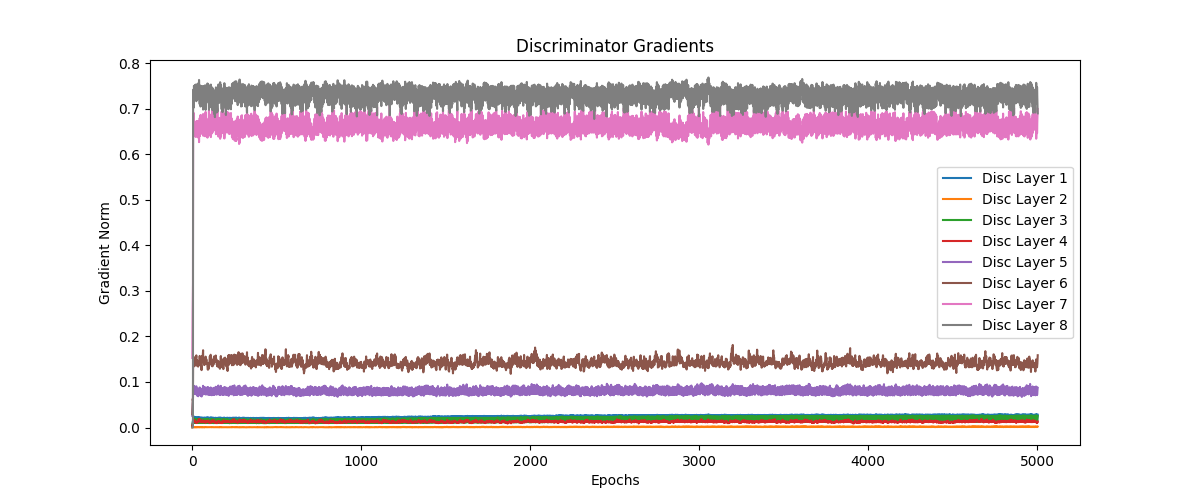 Discriminator Gradients
0.8
0.7
0.6
0.5
0.4
0.3
0.2
0.1
0.0
Gradient Norm
Disc Layer 1
Disc Layer 2
Disc Layer 3
Disc Layer 4
Disc Layer 5
Disc Layer 6
Disc Layer 7
Disc Layer 8
0 1000 2000 3000 4000 5000
Epochs